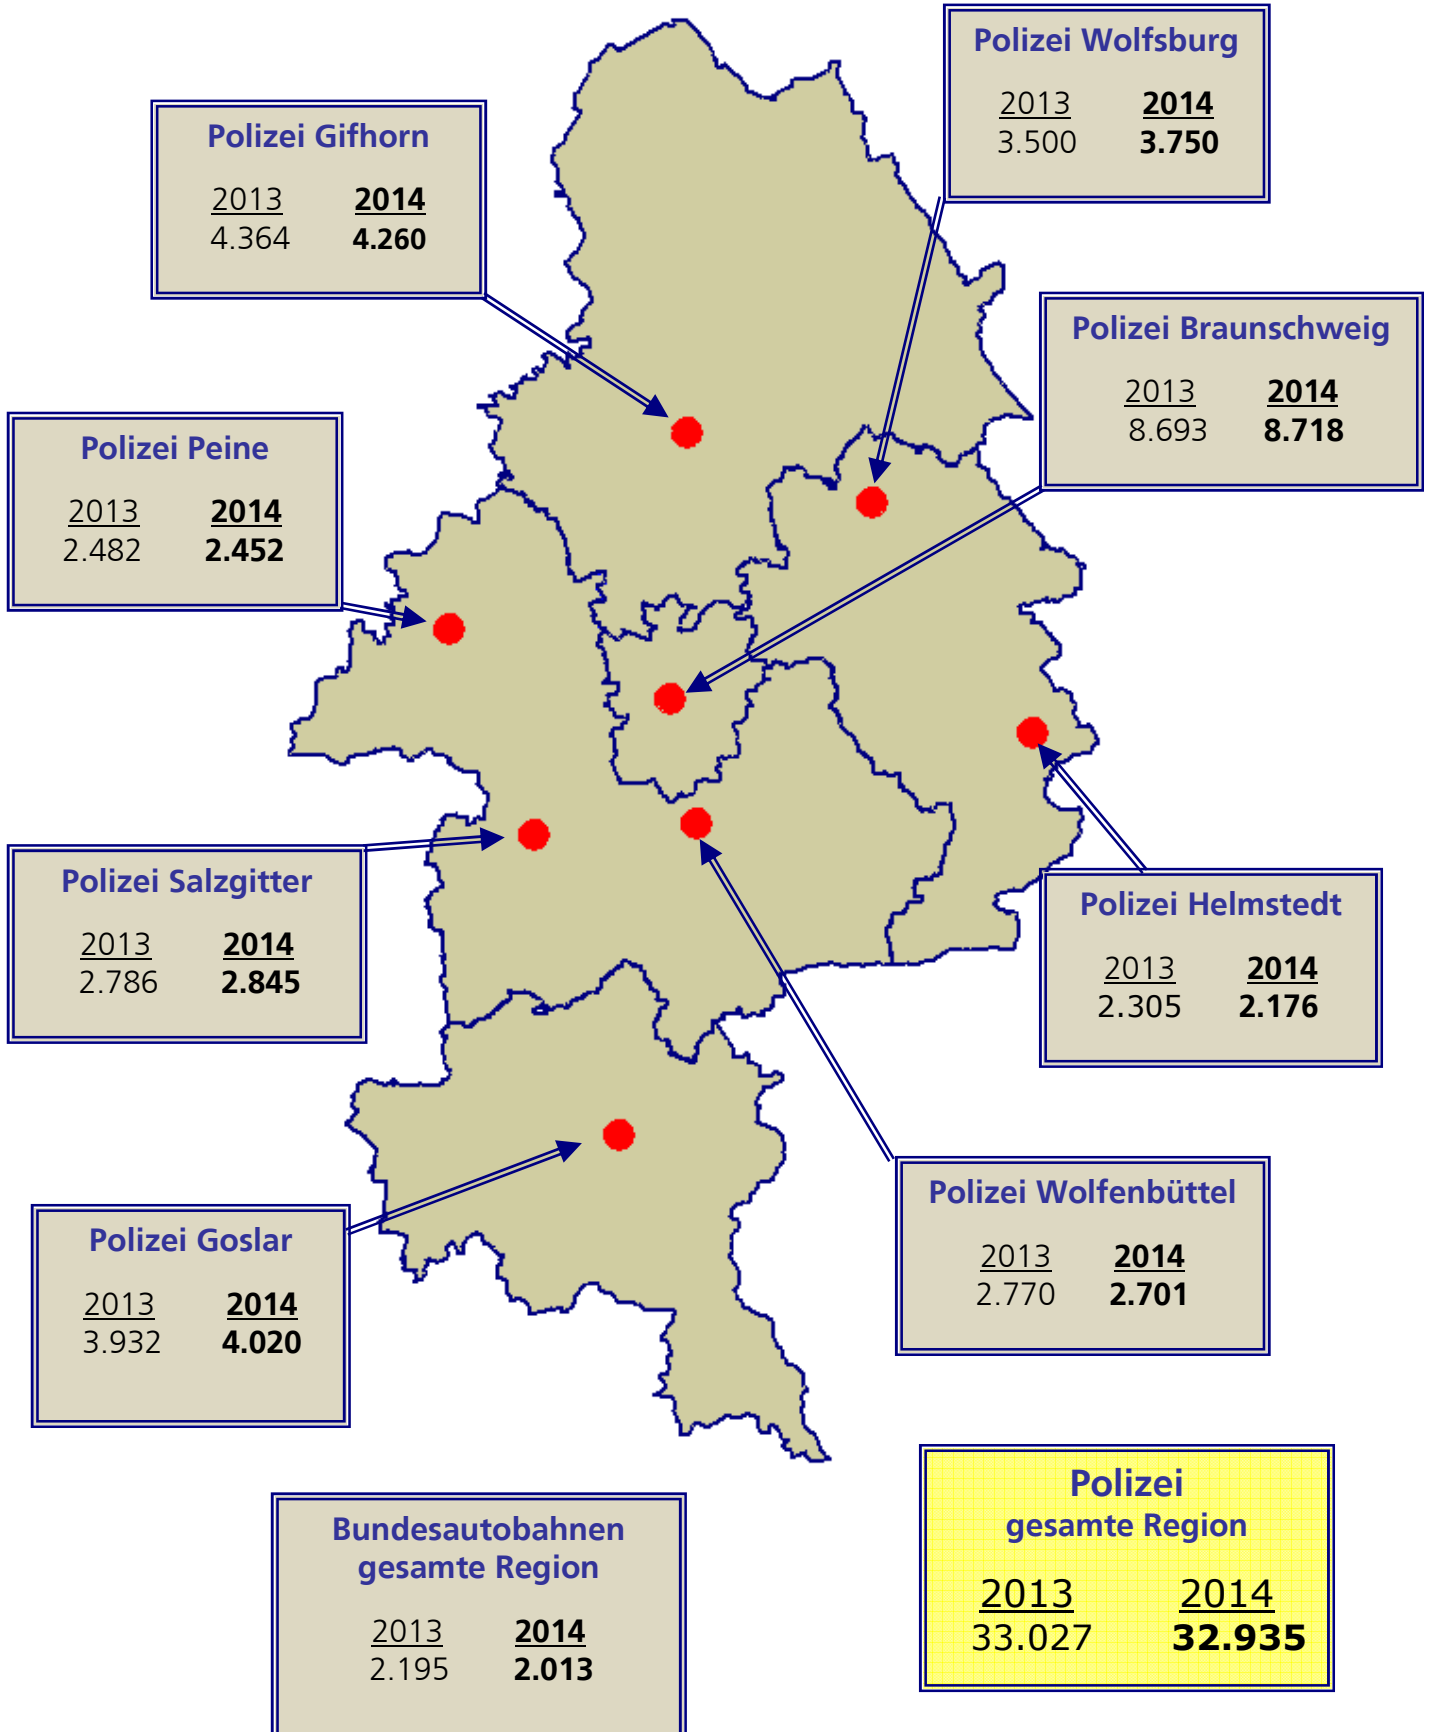 Polizei Wolfsburg
2013 2014
3.500 3.750
Polizei Gifhorn
2013 2014
4.364 4.260
Polizei Braunschweig
2013 2014
8.693 8.718
Polizei Peine
2013 2014
2.482 2.452
Polizei Salzgitter
2013 2014
2.786 2.845
Polizei Helmstedt
2013 2014
2.305 2.176
Polizei Wolfenbüttel
2013 2014
2.770 2.701
Polizei Goslar
2013 2014
3.932 4.020
Polizei
gesamte Region
2013 2014
33.027 32.935
Bundesautobahnen
gesamte Region
2013 2014
2.195 2.013